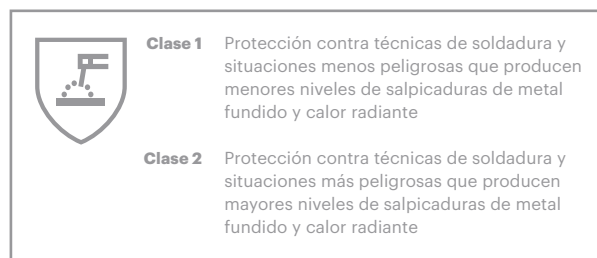 Clase 1 Protección contra técnicas de soldadura y
situaciones menos peligrosas que producen
menores niveles de salpicaduras de metal
fundido y calor radiante
Clase 2 Protección contra técnicas de soldadura y
situaciones más peligrosas que producen
mayores niveles de salpicaduras de metal
fundido y calor radiante